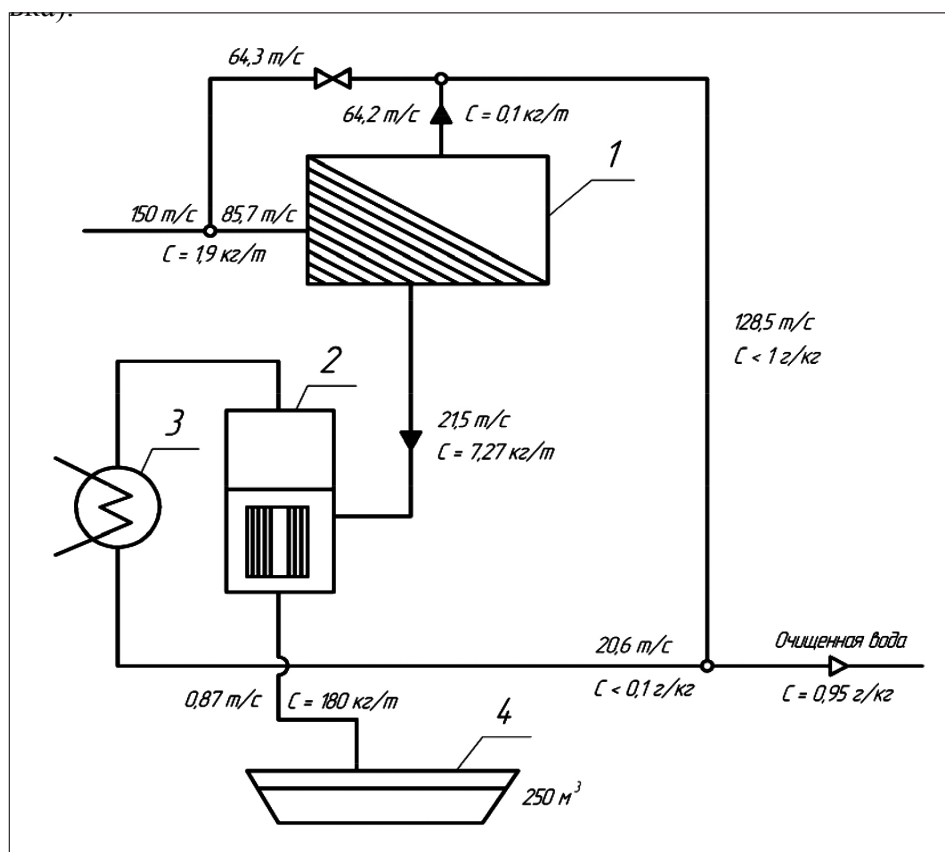 64,3 т/с
64,2 т/с
С = 0,1 кг/т
1
150 т/с
85,7 т/с
С = 1,9 кг/т
128,5 т/с
С < 1 г/кг
2
3
21,5 т/с
С = 7,27 кг/т
20,6 т/с
Очищенная вода
0,87 т/с
С = 180 кг/т
С < 0,1 г/кг
С = 0,95 г/кг
4
250 м³